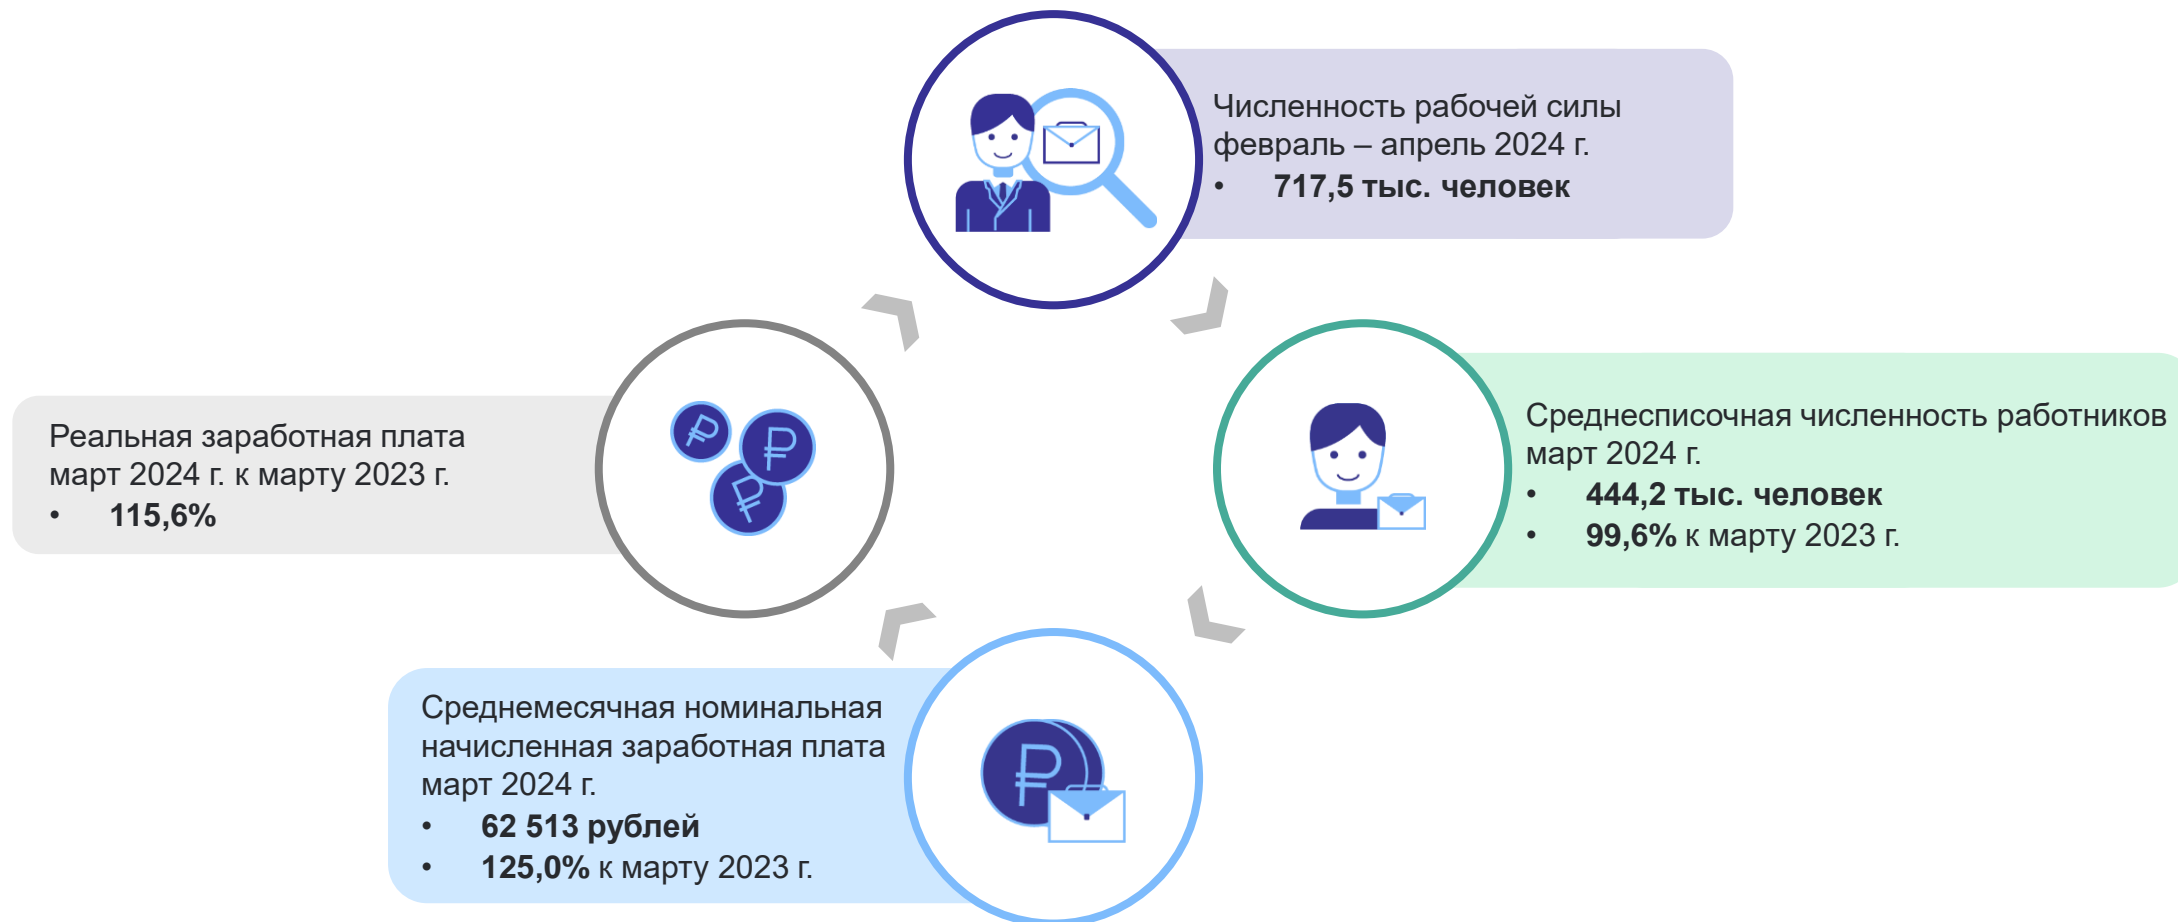 Численность рабочей силы
февраль – апрель 2024 г.
• 717,5 тыс. человек
Среднесписочная численность работников
март 2024 г.
• 444,2 тыс. человек
• 99,6% к марту 2023 г.
Реальная заработная плата
март 2024 г. к марту 2023 г.
• 115,6%
Среднемесячная номинальная
начисленная заработная плата
март 2024 г.
• 62 513 рублей
• 125,0% к марту 2023 г.